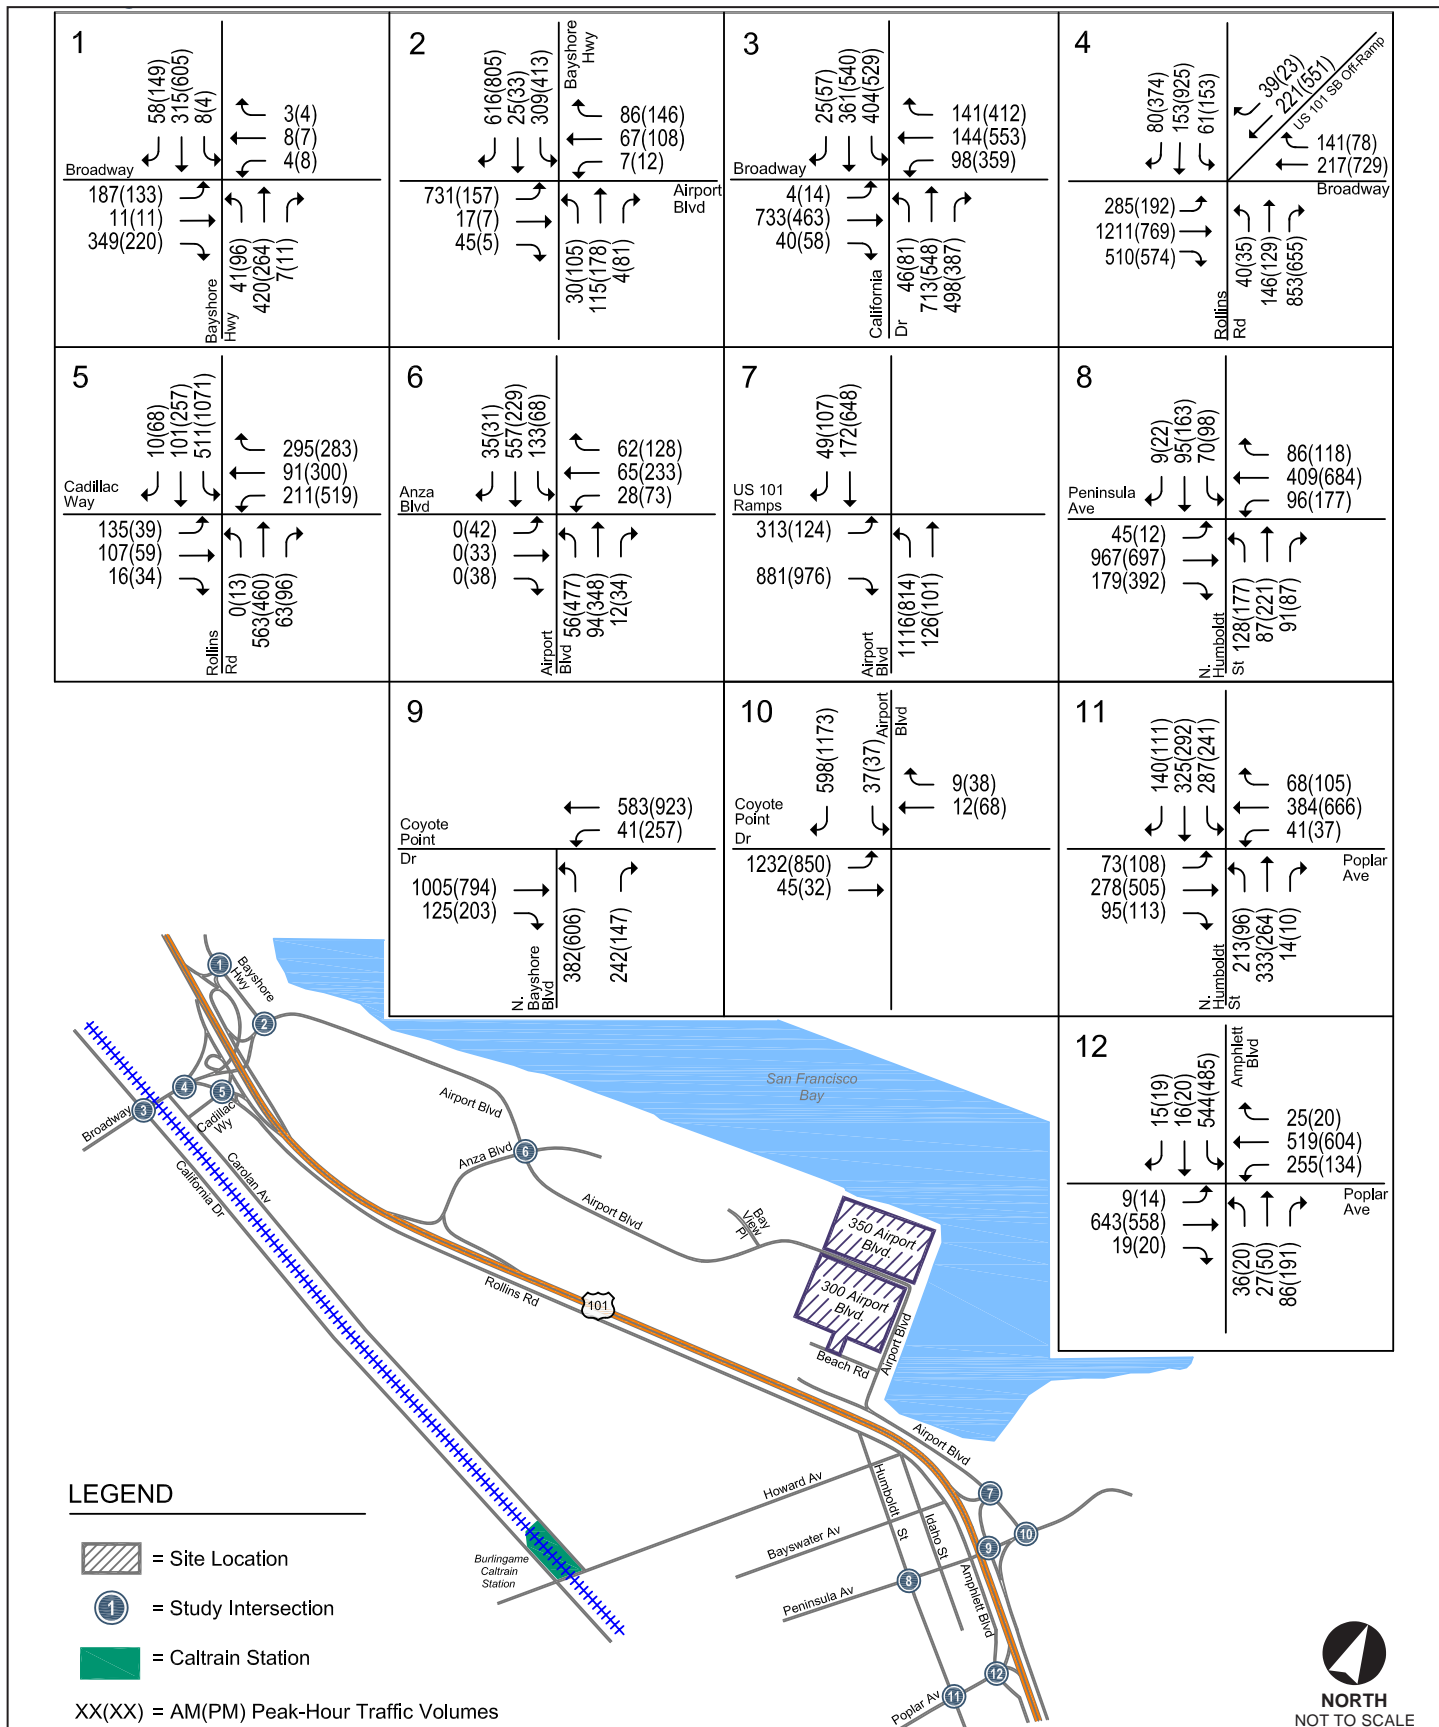 1
58(149)
315(605)
8(4)
3(4)
8(7)
4(8)
Broadway
187(133)
11(11)
349(220)
41(96)
420(264)
7(11)
Bayshore
Hwy
2
616(805)
25(33)
309(413)
Bayshore
Hwy
86(146)
67(108)
7(12)
731(157)
17(7)
45(5)
Airport
Blvd
30(105)
115(178)
4(81)
3
25(57)
361(540)
404(529)
141(412)
144(553)
98(359)
Broadway
4(14)
733(463)
40(58)
46(81)
713(548)
498(387)
California
Dr
4
80(374)
153(925)
61(153)
39(23)
221(551)
US 101 SB Off-Ramp
141(78)
217(729)
Broadway
285(192)
1211(769)
510(574)
40(35)
146(129)
853(655)
Rollins
Rd
5
10(68)
101(257)
511(1071)
295(283)
91(300)
211(519)
Cadillac
Way
135(39)
107(59)
16(34)
0(13)
563(460)
63(96)
Rollins
Rd
6
35(31)
557(229)
133(68)
62(128)
65(233)
28(73)
Anza
Blvd
0(42)
0(33)
0(38)
56(477)
94(348)
12(34)
Airport
Blvd
7
49(107)
172(648)
US 101
Ramps
313(124)
881(976)
1116(814)
126(101)
Airport
Blvd
8
9(22)
95(163)
70(98)
86(118)
409(684)
96(177)
Peninsula
Ave
45(12)
967(697)
179(392)
128(177)
87(221)
91(87)
N.
Humboldt
St
9
583(923)
41(257)
Coyote
Point
Dr
1005(794)
125(203)
382(606)
242(147)
N.
Bayshore
Blvd
10
598(1173)
37(37)
Airport
Blvd
9(38)
12(68)
Coyote
Point
Dr
1232(850)
45(32)
11
140(111)
325(292)
287(241)
68(105)
384(666)
41(37)
73(108)
278(505)
95(113)
Poplar
Ave
213(96)
333(264)
14(10)
N.
Humboldt
St
12
15(19)
16(20)
544(485)
Amphlett
Blvd
25(20)
519(604)
255(134)
9(14)
643(558)
19(20)
Poplar
Ave
36(20)
27(50)
86(191)
1
Bayshore
Hwy
2
San Francisco
Bay
4
5
3
Broadway
Cadillac
Wy
Airport Blvd
Anza Blvd
6
Carolan Av
California Dr
Airport Blvd
Bay
View
Pl
350 Airport
Blvd.
300 Airport
Blvd.
Airport Blvd
Beach Rd
Rollins Rd
101
Airport Blvd
Howard Av
Humboldt
St
Idaho St
Bayswater Av
7
10
9
Peninsula Av
8
Amphlett Blvd
12
11
Poplar Av
Burlingame
Caltrain
Station
LEGEND
= Site Location
1
= Study Intersection
= Caltrain Station
XX(XX) = AM(PM) Peak-Hour Traffic Volumes
NORTH
NOT TO SCALE